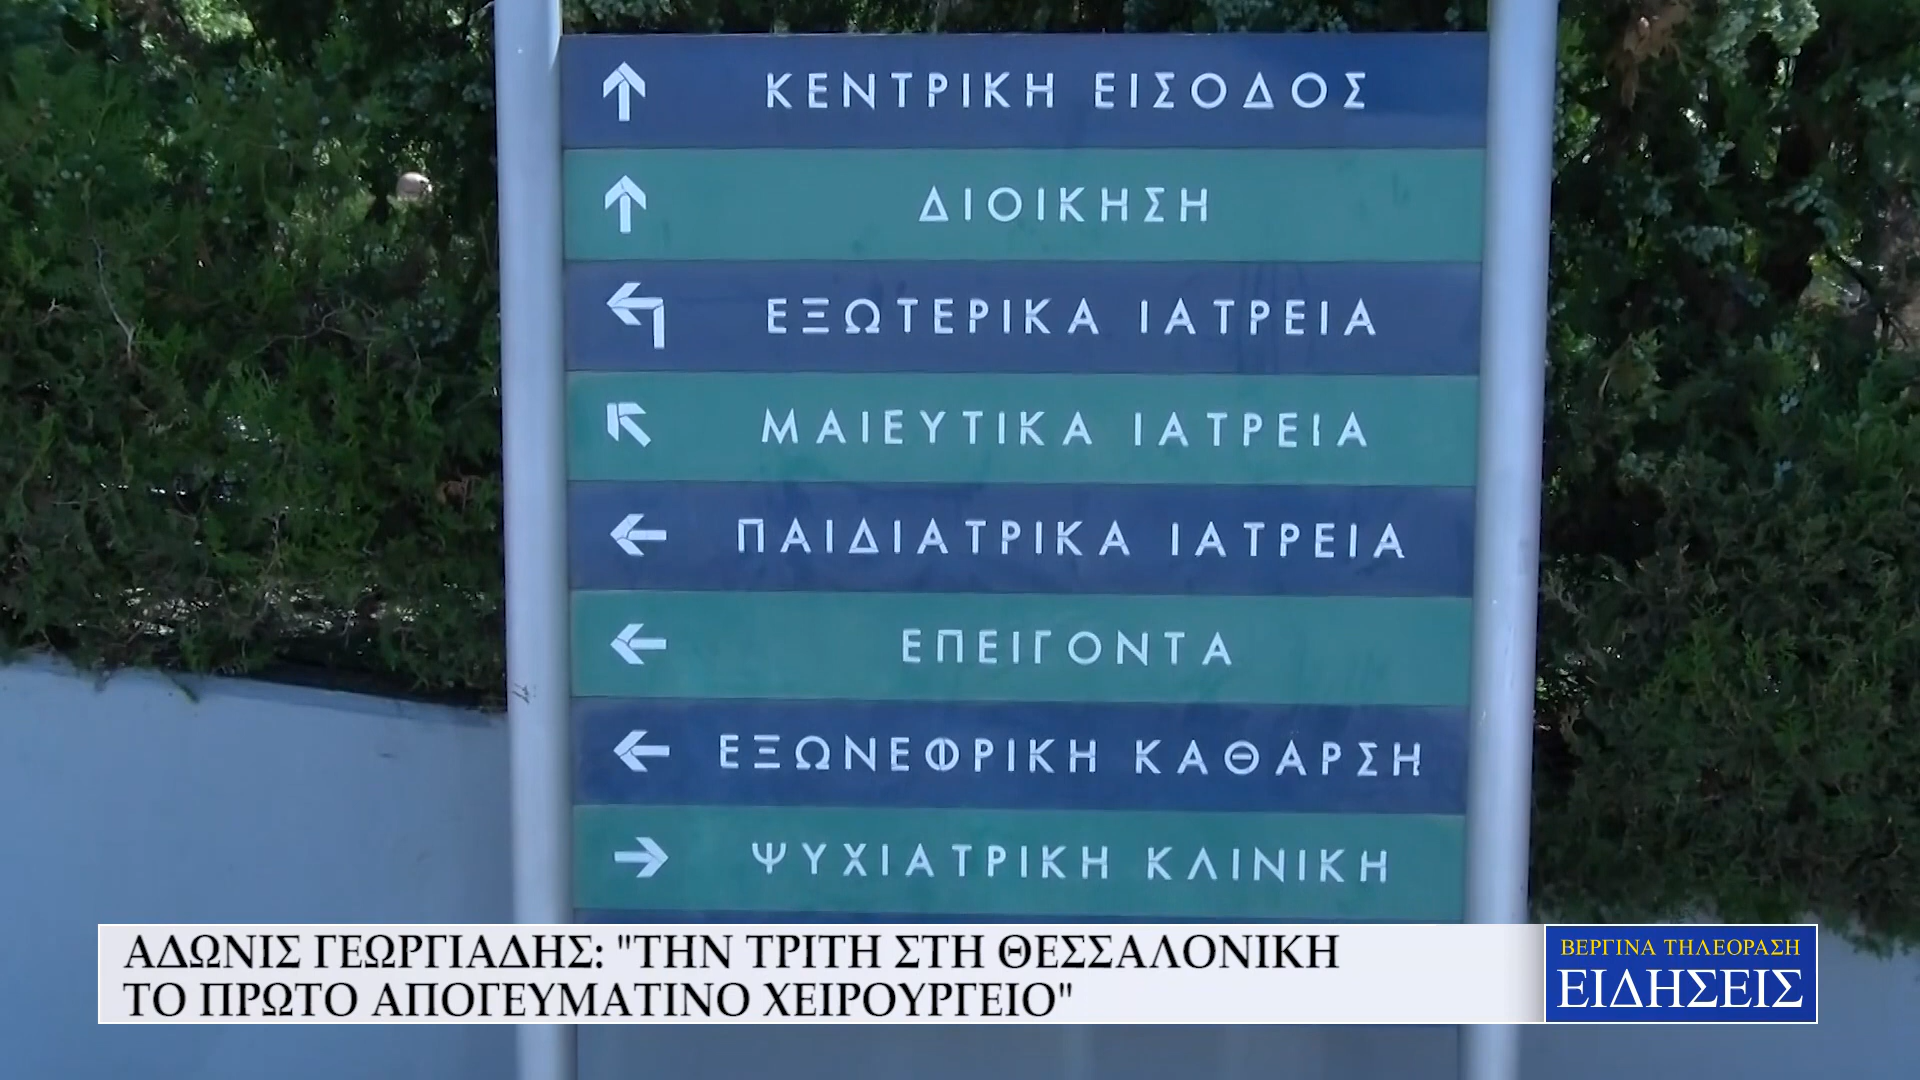 ΚΕΝΤΡΙΚΗ ΕΙΣΟΔΟΣ
ΔΙΟΙΚΗΣΗ
ΕΞΩΤΕΡΙΚΑ ΙΑΤΡΕΙΑ
ΜΑΙΕΥΤΙΚΑ ΙΑΤΡΕΙΑ
ΠΑΙΔΙΑΤΡΙΚΑ ΙΑΤΡΕΙΑ
ΕΠΕΙΓΟΝΤΑ
ΕΞΩΝΕΦΡΙΚΗ ΚΑΘΑΡΣΗ
ΨΥΧΙΑΤΡΙΚΗ ΚΛΙΝΙΚΗ
ΑΔΩΝΙΣ ΓΕΩΡΓΙΑΔΗΣ: "ΤΗΝ ΤΡΙΤΗ ΣΤΗ ΘΕΣΣΑΛΟΝΙΚΗ
ΤΟ ΠΡΩΤΟ ΑΠΟΓΕΥΜΑΤΙΝΟ ΧΕΙΡΟΥΡΓΕΙΟ"
ΒΕΡΓΙΝΑ ΤΗΛΕΟΡΑΣΗ
ΕΙΔΗΣΕΙΣ